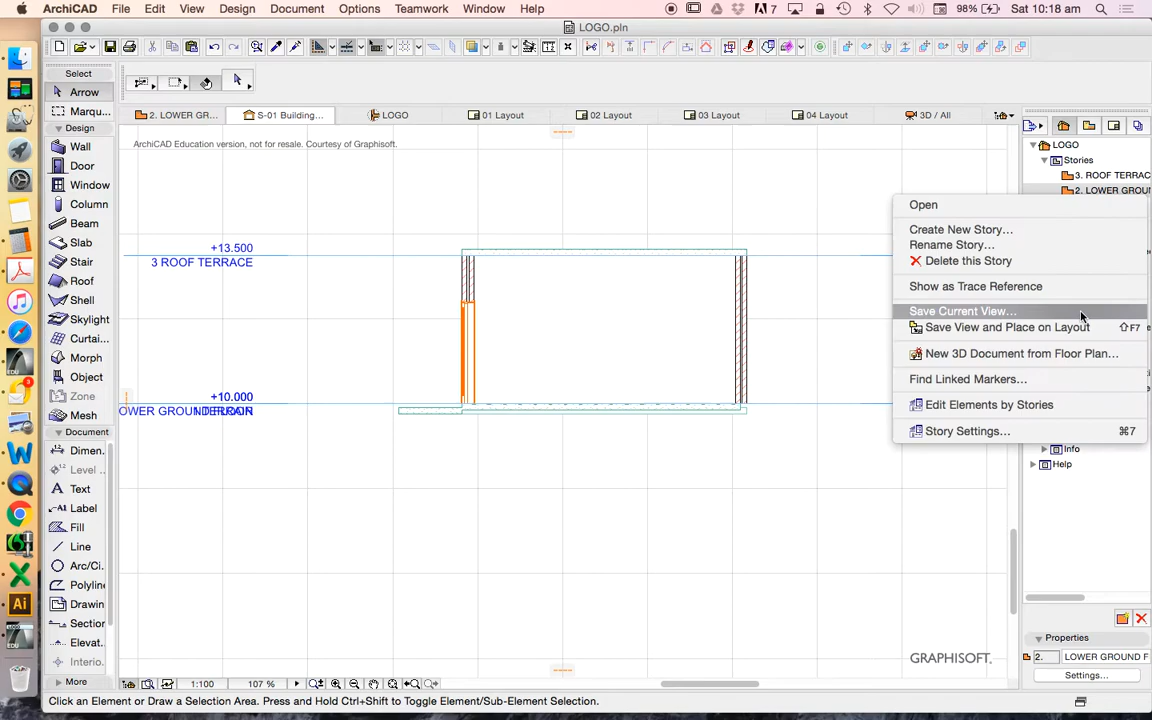 ArchiCAD File Edit View Design Document Options Teamwork Window Help 7 98% Sat 10:18 am
LOGO.pln
Select
Arrow
Marqu...
Design
Wall
Door
Window
Column
Beam
Slab
Stair
Roof
Shell
Skylight
Curtai...
Morph
Object
Zone
Mesh
Document
Dimen..
Level ..
Text
A1 Label
Fill
Line
Arc/Ci..
Polyline
Drawin
Section
Elevat..
Interio.
More
2. LOWER GR... S-01 Building... LOGO 01 Layout 02 Layout 03 Layout 04 Layout 3D / All
ArchiCAD Education version, not for resale. Courtesy of Graphisoft.
+13.500
3 ROOF TERRACE
+10.000
GRAPHISOFT.
LOGO
Stories
3. ROOF TERRAC
2. LOWER GROUN
Open
Create New Story...
Rename Story...
Delete this Story
Show as Trace Reference
Save Current View...
Save View and Place on Layout ⇧F7
New 3D Document from Floor Plan...
Find Linked Markers...
Edit Elements by Stories
Story Settings... ⌘7
Info
Help
Properties
2. LOWER GROUND F
Settings...
1:100 107 %
Click an Element or Draw a Selection Area. Press and Hold Ctrl+Shift to Toggle Element/Sub-Element Selection.